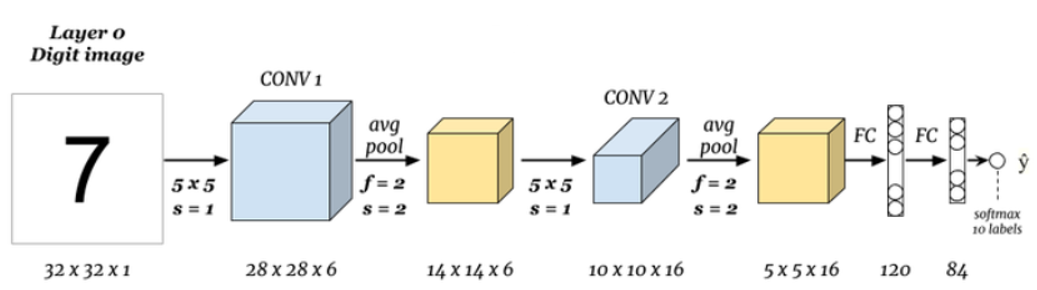 Layer 0
Digit image
7
32 x 32 x 1
5 x 5
s = 1
CONV 1
28 x 28 x 6
avg
pool
f = 2
s = 2
14 x 14 x 6
5 x 5
s = 1
CONV 2
10 x 10 x 16
avg
pool
f = 2
s = 2
5 x 5 x 16
FC
120
FC
84
ŷ
softmax
10 labels